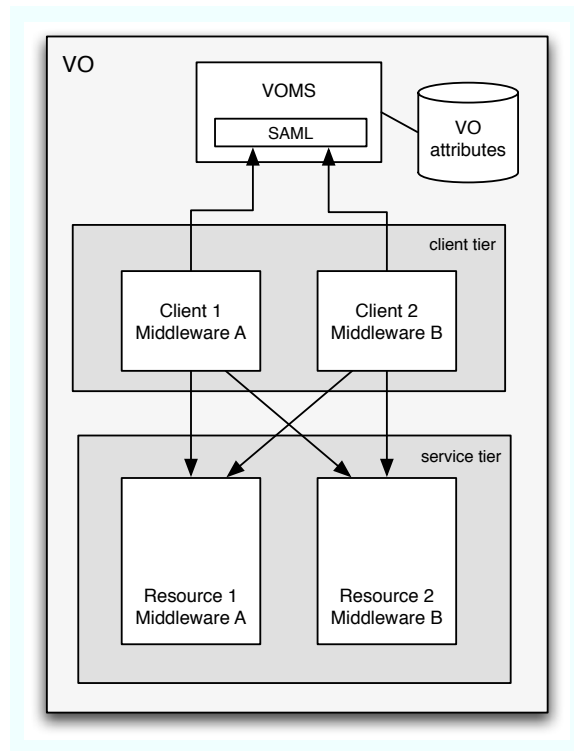 VO
VOMS
SAML
VO
attributes
client tier
Client 1
Middleware A
Client 2
Middleware B
service tier
Resource 1
Middleware A
Resource 2
Middleware B